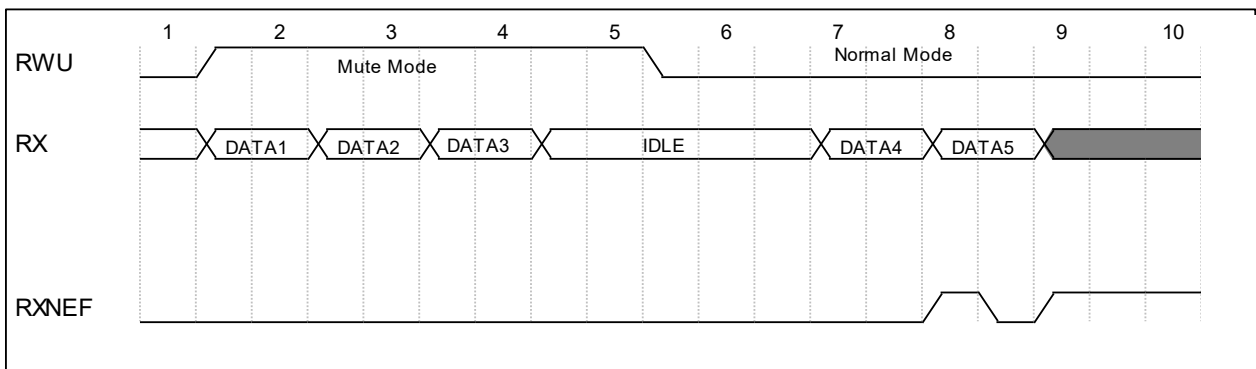 1 2 3 4 5 6 7 8 9 10
RWU Mute Mode Normal Mode
RX DATA1 DATA2 DATA3 IDLE DATA4 DATA5
RXNEF